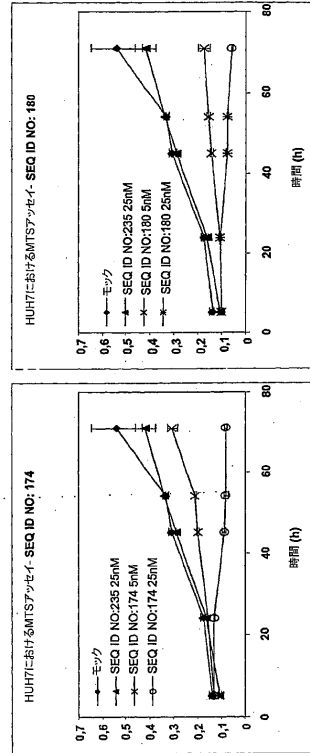 HUH7におけるMTSアッセイ- SEQ ID NO: 174
0,7
0,6
0,5
0,4
0,3
0,2
0,1
モック
SEQ ID NO:235 25nM
SEQ ID NO:174 5nM
SEQ ID NO:174 25nM
0
20
40
60
80
時間 (h)
HUH7におけるMTSアッセイ- SEQ ID NO: 180
0,7
0,6
0,5
0,4
0,3
0,2
0,1
モック
SEQ ID NO:235 25nM
SEQ ID NO:180 5nM
SEQ ID NO:180 25nM
0
20
40
60
80
時間 (h)